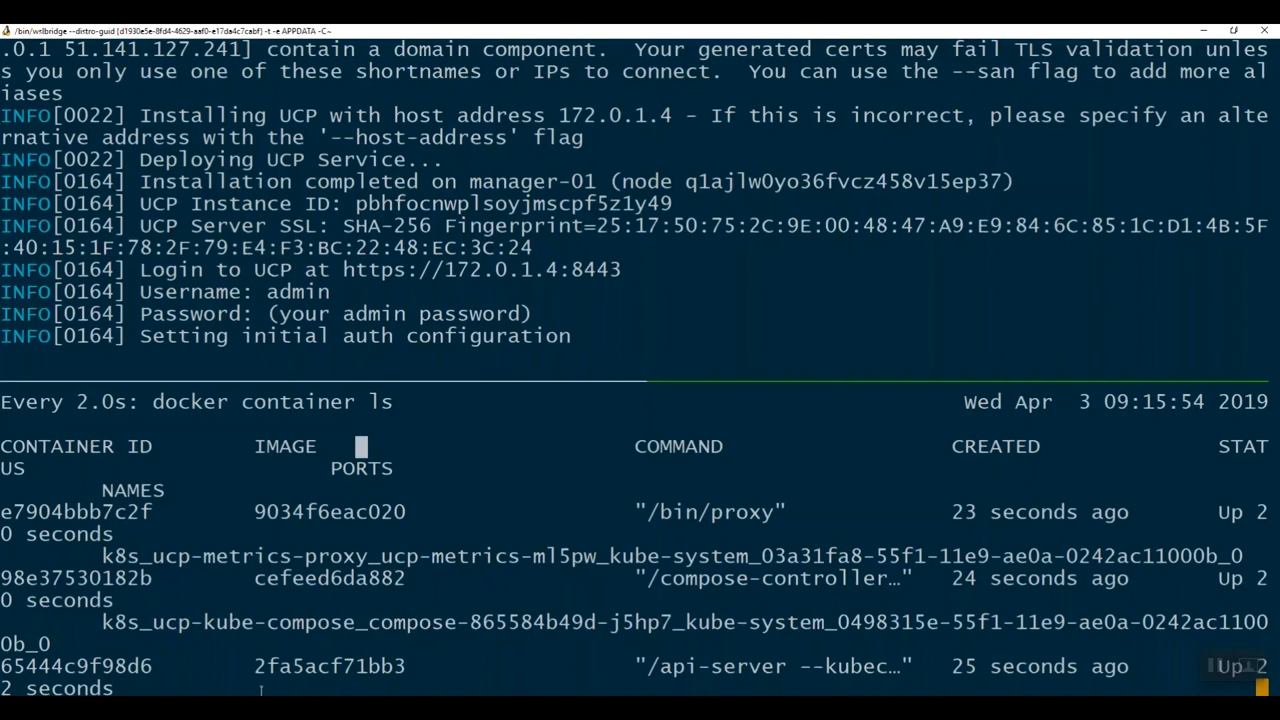 /bin/wslbridge --distro-guid [d1930e5e-8fd4-4629-aaf0-e17da4c7cabf} -t -e APPDATA -C~
.0.1 51.141.127.241] contain a domain component.  Your generated certs may fail TLS validation unles
s you only use one of these shortnames or IPs to connect.  You can use the --san flag to add more al
iases
INFO[0022] Installing UCP with host address 172.0.1.4 - If this is incorrect, please specify an alte
rnative address with the '--host-address' flag
INFO[0022] Deploying UCP Service...
INFO[0164] Installation completed on manager-01 (node q1ajlw0yo36fvcz458v15ep37)
INFO[0164] UCP Instance ID: pbhfocnwplsoyjmscpf5z1y49
INFO[0164] UCP Server SSL: SHA-256 Fingerprint=25:17:50:75:2C:9E:00:48:47:A9:E9:84:6C:85:1C:D1:4B:5F
:40:15:1F:78:2F:79:E4:F3:BC:22:48:EC:3C:24
INFO[0164] Login to UCP at https://172.0.1.4:8443
INFO[0164] Username: admin
INFO[0164] Password: (your admin password)
INFO[0164] Setting initial auth configuration
Every 2.0s: docker container ls Wed Apr  3 09:15:54 2019
CONTAINER ID IMAGE COMMAND CREATED STAT
US PORTS
NAMES
e7904bbb7c2f 9034f6eac020 "/bin/proxy" 23 seconds ago Up 2
0 seconds
k8s_ucp-metrics-proxy_ucp-metrics-ml5pw_kube-system_03a31fa8-55f1-11e9-ae0a-0242ac11000b_0
98e37530182b cefeed6da882 "/compose-controller…" 24 seconds ago Up 2
0 seconds
k8s_ucp-kube-compose_compose-865584b49d-j5hp7_kube-system_0498315e-55f1-11e9-ae0a-0242ac1100
0b_0
65444c9f98d6 2fa5acf71bb3 "/api-server --kubec…" 25 seconds ago Up 2
2 seconds